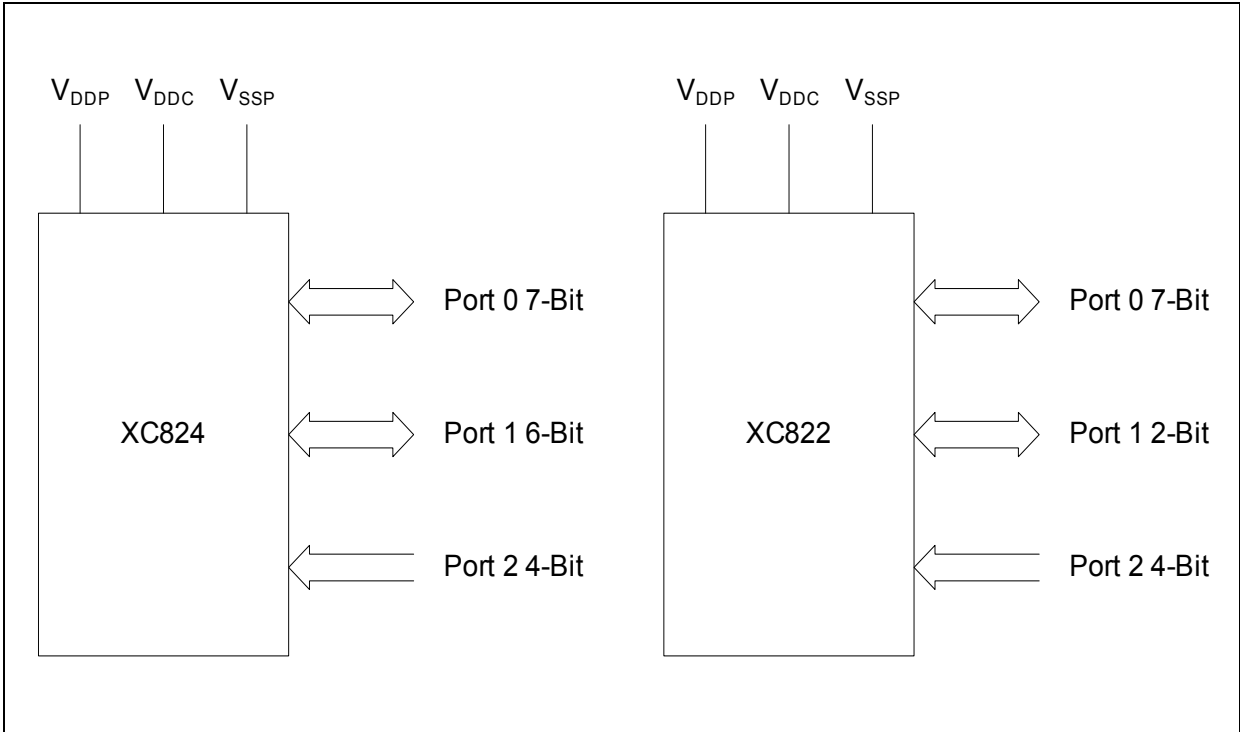 VDDP VDDC VSSP
Port 0 7-Bit
XC824
Port 1 6-Bit
Port 2 4-Bit
VDDP VDDC VSSP
Port 0 7-Bit
XC822
Port 1 2-Bit
Port 2 4-Bit